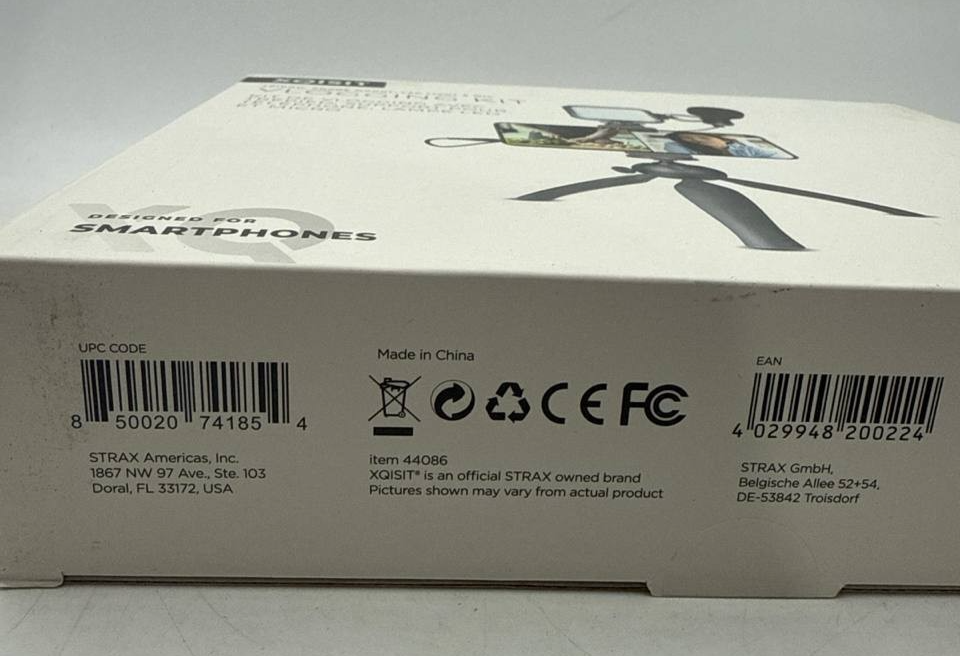 XQISIT
VLOGGING KIT
DESIGNED FOR
SMARTPHONES
XQ
UPC CODE
8 50020 74185 4
STRAX Americas, Inc.
1867 NW 97 Ave., Ste. 103
Doral, FL 33172, USA
Made in China
CE FC
item 44086
XQISIT® is an official STRAX owned brand
Pictures shown may vary from actual product
EAN
4 029948 200224
STRAX GmbH,
Belgische Allee 52+54,
DE-53842 Troisdorf